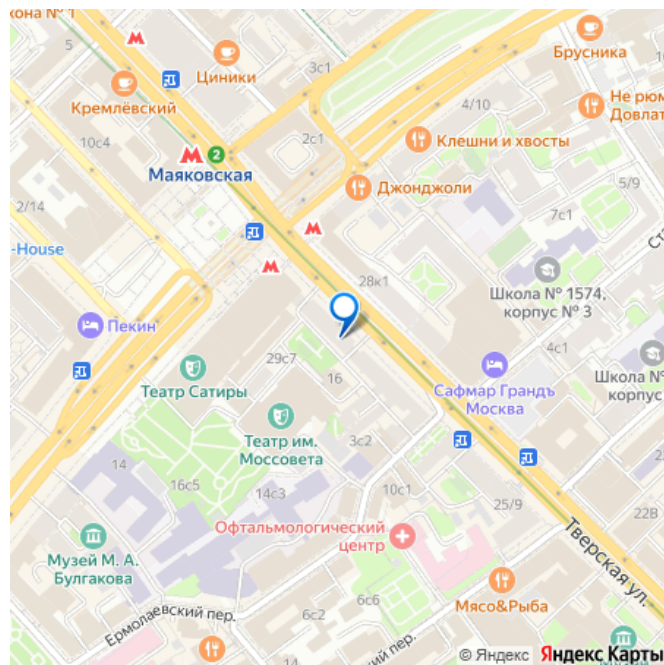 кона № 1
5
Циники
3с1
Брусника
Кремлёвский
4/10
Не рюм
Довлат
10с4
2с1
Клешни и хвосты
2
Маяковская
Джонджоли
5/9
2/14
7с1
-House
28к1
Школа № 1574,
корпус № 3
Пекин
29с7
16
4с1
Театр Сатиры
Сафмар Грандъ
Москва
Школа №
корпус
Театр им.
Моссовета
3с2
14
16с5
14с3
10с1
25/9
22В
Офтальмологический
центр
Тверская ул.
Музей М. А.
Булгакова
Мясо&Рыба
Ермолаевский пер.
6с2
6с6
пер.
© Яндекс Яндекс Карты